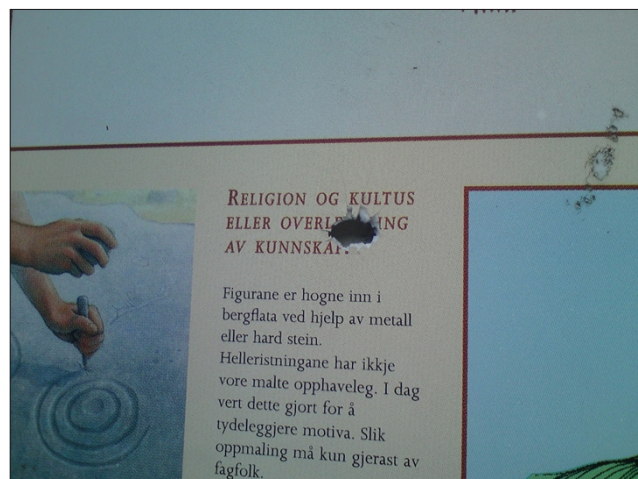 RELIGION OG KULTUS
ELLER
AV
Figurane er hogne inn i
bergflata ved hjelp av metall
eller hard stein.
Helleristningane har ikkje
vore malte opphaveleg. I dag
vert dette gjort for å
tydeleggjere motiva. Slik
oppmaling må kun gjerast av
fagfolk.